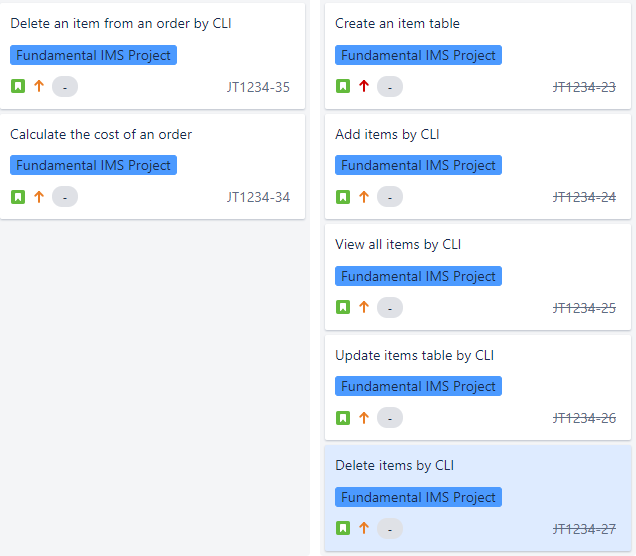 Delete an item from an order by CLI
Fundamental IMS Project
-
JT1234-35
Calculate the cost of an order
Fundamental IMS Project
-
JT1234-34
Create an item table
Fundamental IMS Project
-
JT1234-23
Add items by CLI
Fundamental IMS Project
-
JT1234-24
View all items by CLI
Fundamental IMS Project
-
JT1234-25
Update items table by CLI
Fundamental IMS Project
-
JT1234-26
Delete items by CLI
Fundamental IMS Project
-
JT1234-27